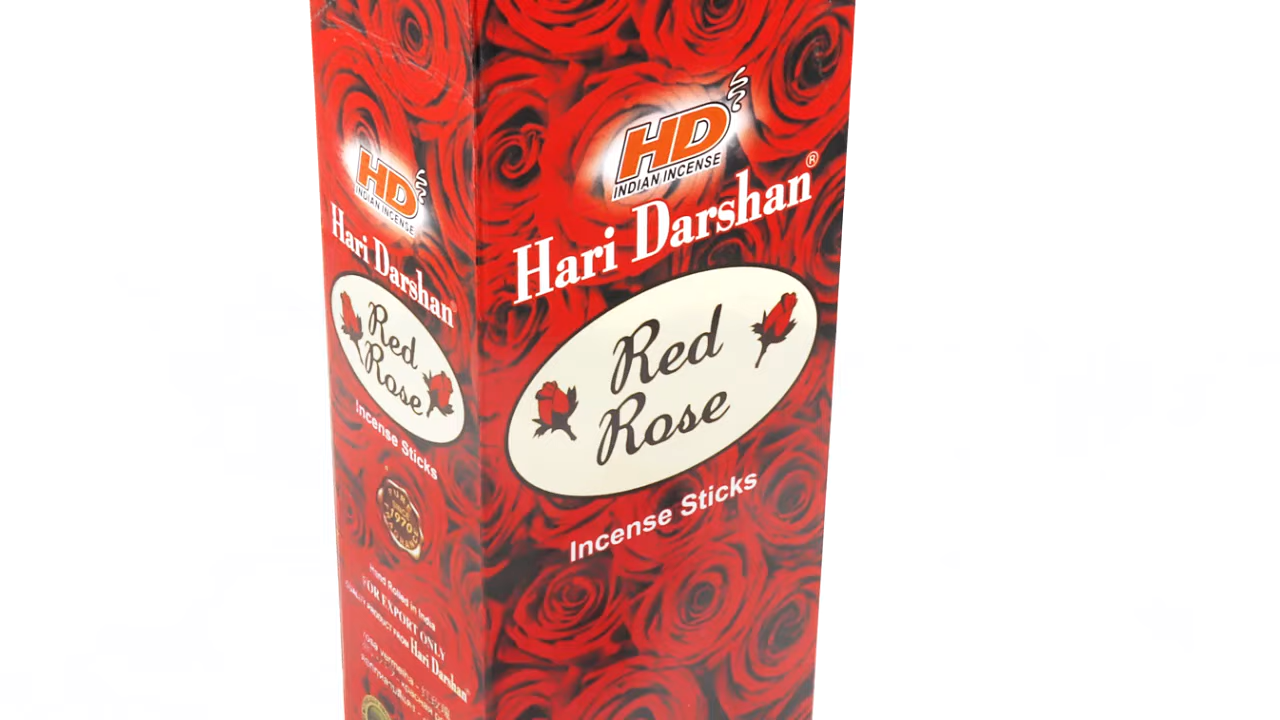 HD
INDIAN INCENSE
Hari Darshan®
Red
Rose
Incense Sticks
HD
INDIAN INCENSE
Hari Darshan
Red
Rose
Incense Sticks
SINCE
1970
Hand Rolled in India
FOR EXPORT ONLY
QUALITY PRODUCT FROM Hari Darshan